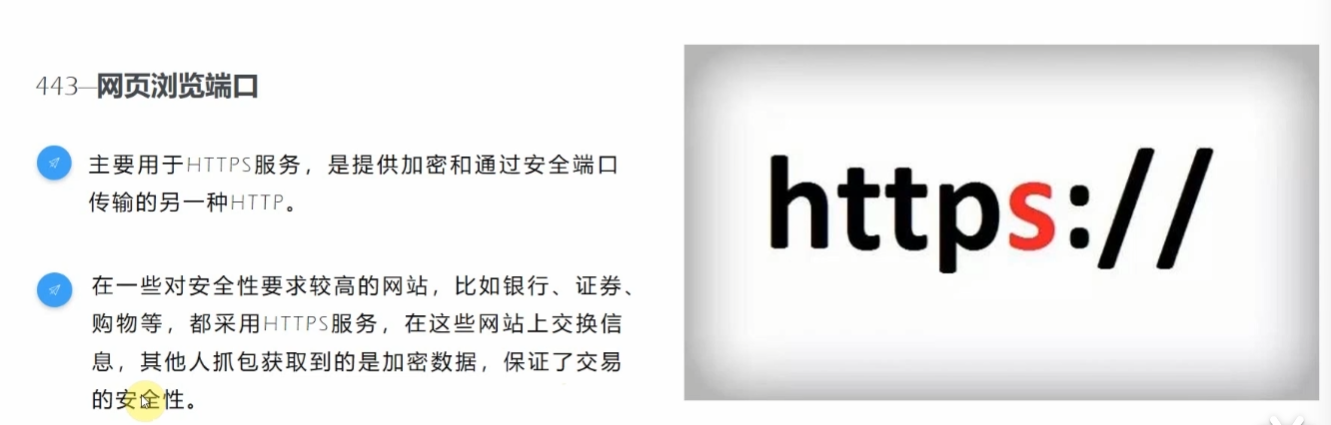 443—网页浏览端口
主要用于HTTPS服务，是提供加密和通过安全端口
传输的另一种HTTP。
在一些对安全性要求较高的网站，比如银行、证券、
购物等，都采用HTTPS服务，在这些网站上交换信
息，其他人抓包获取到的是加密数据，保证了交易
的安全性。
https://